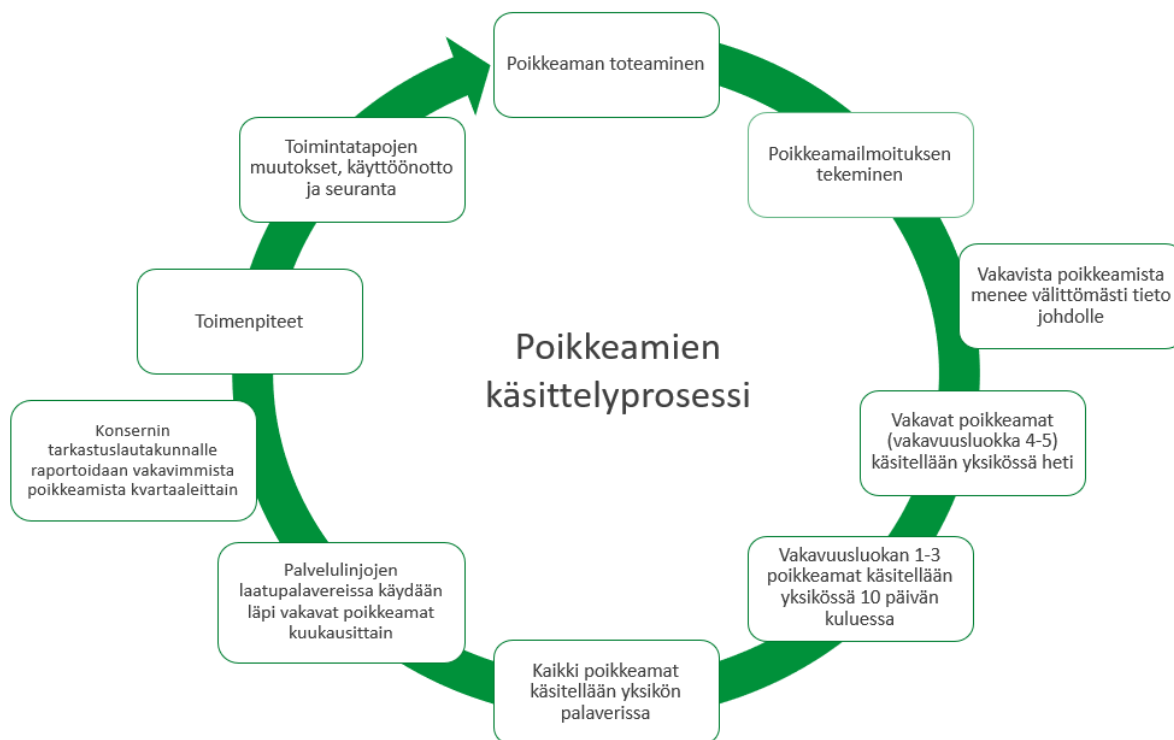 Poikkeaman toteaminen
Poikkeamailmoituksen
tekeminen
Vakavista poikkeamista
menee välittömästi tieto
johdolle
Vakavat poikkeamat
(vakavuusluokka 4-5)
käsitellään yksikössä heti
Vakavuusluokan 1-3
poikkeamat käsitellään
yksikössä 10 päivän
kuluessa
Kaikki poikkeamat
käsitellään yksikön
palaverissa
Palvelulinjojen
laatupalavereissa käydään
läpi vakavat poikkeamat
kuukausittain
Konsernin
tarkastuslautakunnalle
raportoidaan vakavimmista
poikkeamista kvartaaleittain
Toimenpiteet
Toimintatapojen
muutokset, käyttöönotto
ja seuranta
Poikkeamien
käsittelyprosessi